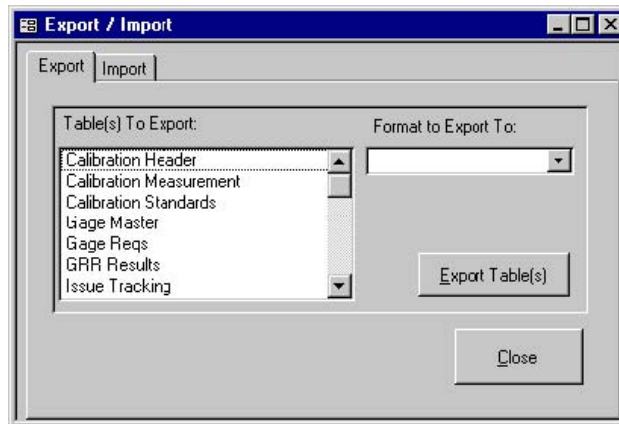 Export / Import
Export Import
Table(s) To Export:
Format to Export To:
Calibration Header
Calibration Measurement
Calibration Standards
Gage Master
Gage Reqs
GRR Results
Issue Tracking
Export Table(s)
Close